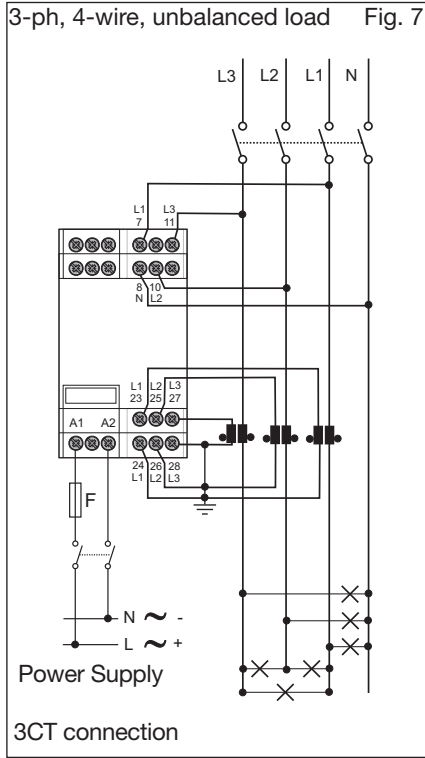 3-ph, 4-wire, unbalanced load Fig. 7
L3 L2 L1 N
L1 L3
7 11
8 10
N L2
L1 L2 L3
23 25 27
A1 A2
24 26 28
L1 L2 L3
F
N ~ -
L ~ +
Power Supply
3CT connection